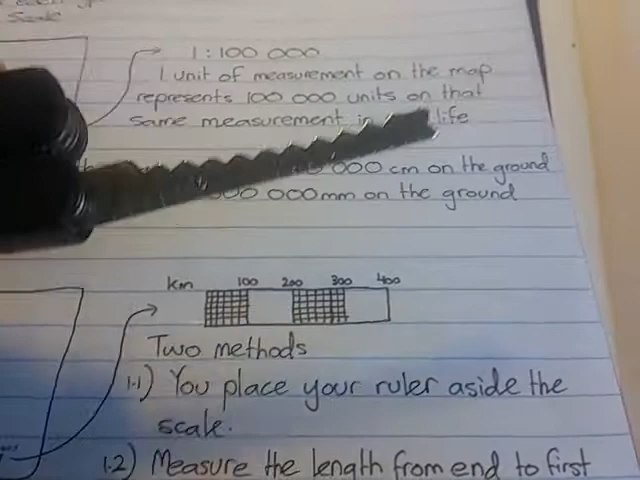 Scale
1:100 000
1 unit of measurement on the map
represents 100 000 units on that
same measurement in life
000 cm on the ground
000 000mm on the ground
km 100 200 300 400
Two methods
1.1) You place your ruler aside the
scale.
1.2) Measure the length from end to first